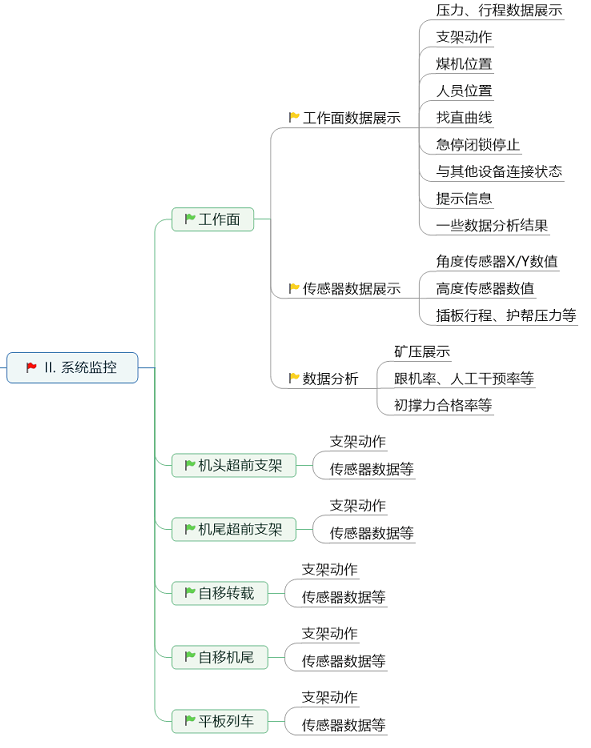 II. 系统监控
工作面
工作面数据展示
压力、行程数据展示
支架动作
煤机位置
人员位置
找直曲线
急停闭锁停止
与其他设备连接状态
提示信息
一些数据分析结果
传感器数据展示
角度传感器X/Y数值
高度传感器数值
插板行程、护帮压力等
数据分析
矿压展示
跟机率、人工干预率等
初撑力合格率等
机头超前支架
支架动作
传感器数据等
机尾超前支架
支架动作
传感器数据等
自移转载
支架动作
传感器数据等
自移机尾
支架动作
传感器数据等
平板列车
支架动作
传感器数据等